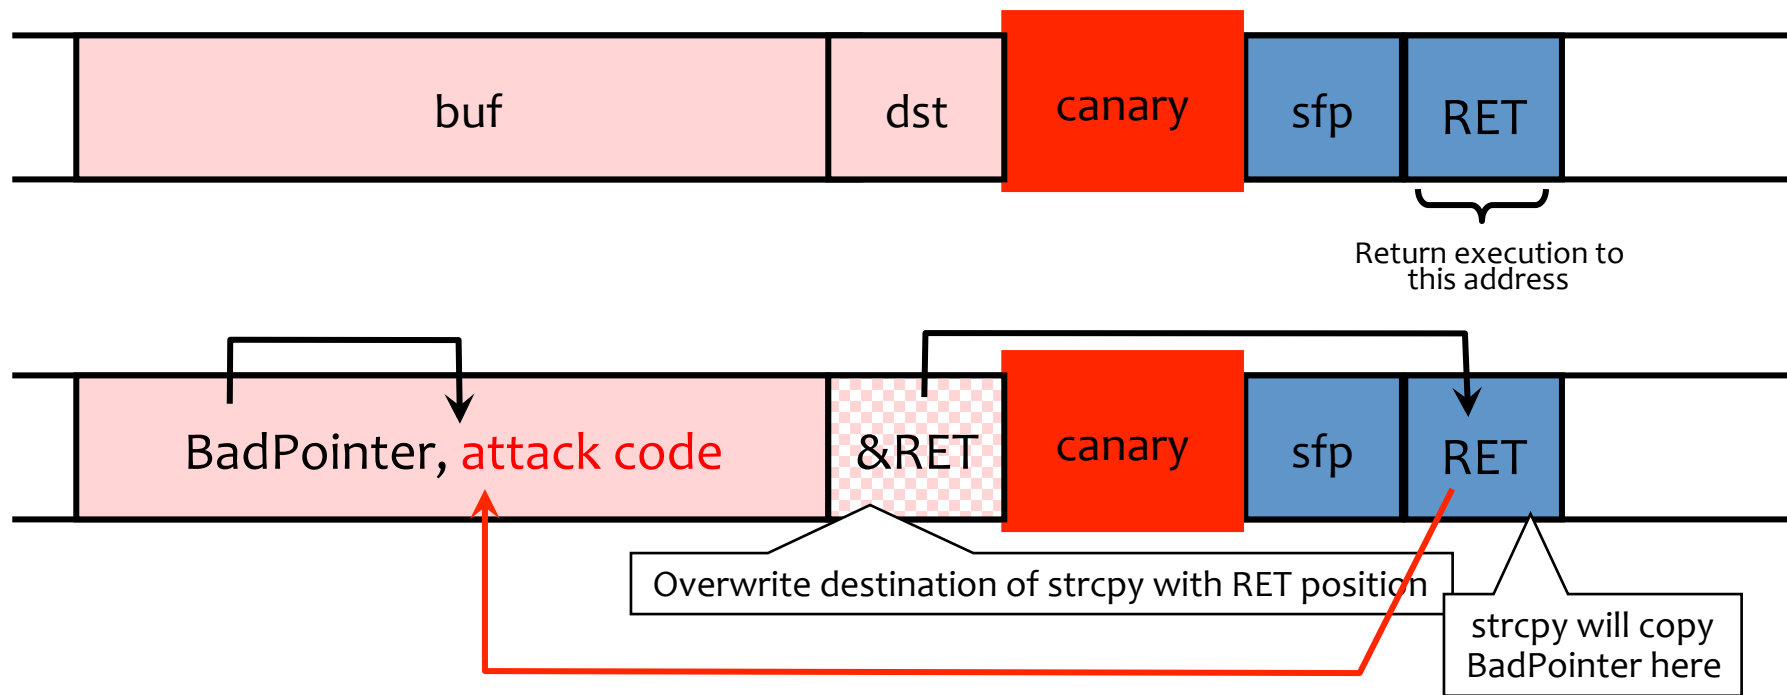 buf
dst
canary
sfp
RET
Return execution to
this address
BadPointer, attack code
&RET
canary
sfp
RET
Overwrite destination of strcpy with RET position
strcpy will copy
BadPointer here